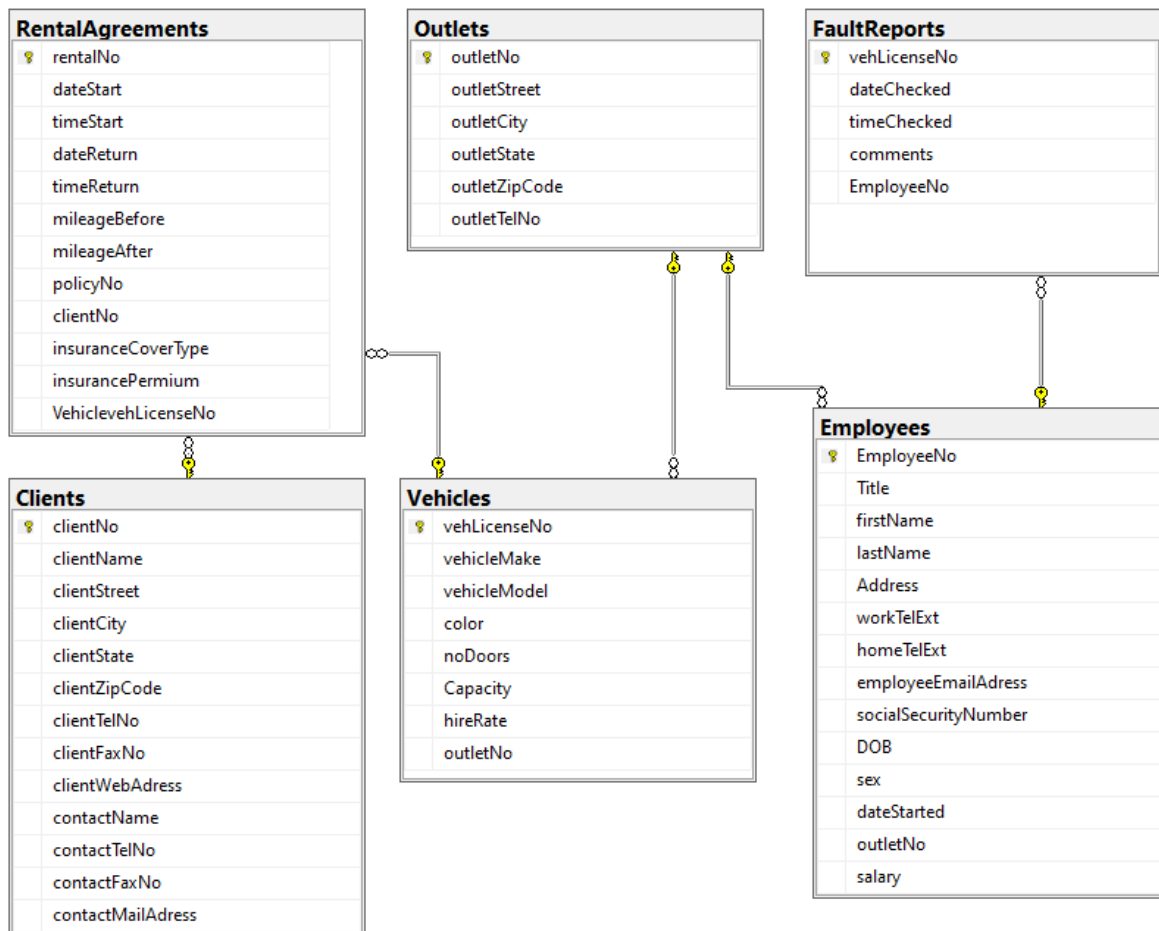 RentalAgreements
rentalNo
dateStart
timeStart
dateReturn
timeReturn
mileageBefore
mileageAfter
policyNo
clientNo
insuranceCoverType
insurancePermium
VehiclevehLicenseNo
Outlets
outletNo
outletStreet
outletCity
outletState
outletZipCode
outletTelNo
FaultReports
vehLicenseNo
dateChecked
timeChecked
comments
EmployeeNo
Clients
clientNo
clientName
clientStreet
clientCity
clientState
clientZipCode
clientTelNo
clientFaxNo
clientWebAdress
contactName
contactTelNo
contactFaxNo
contactMailAdress
Vehicles
vehLicenseNo
vehicleMake
vehicleModel
color
noDoors
Capacity
hireRate
outletNo
Employees
EmployeeNo
Title
firstName
lastName
Address
workTelExt
homeTelExt
employeeEmailAdress
socialSecurityNumber
DOB
sex
dateStarted
outletNo
salary